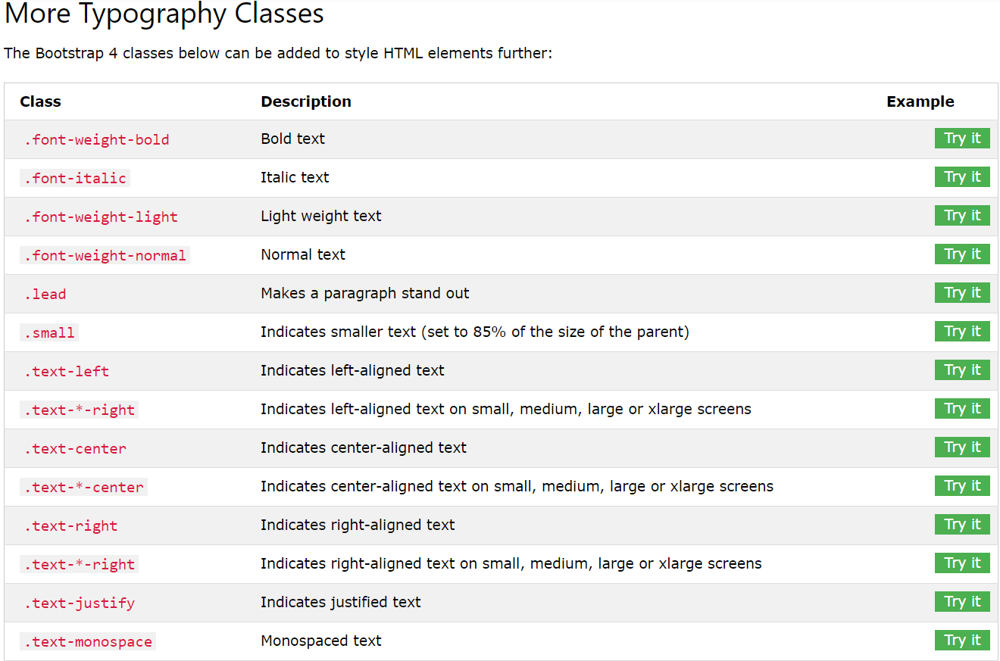 More Typography Classes
The Bootstrap 4 classes below can be added to style HTML elements further:
Class Description Example
.font-weight-bold Bold text Try it
.font-italic Italic text Try it
.font-weight-light Light weight text Try it
.font-weight-normal Normal text Try it
.lead Makes a paragraph stand out Try it
.small Indicates smaller text (set to 85% of the size of the parent) Try it
.text-left Indicates left-aligned text Try it
.text-*-right Indicates left-aligned text on small, medium, large or xlarge screens Try it
.text-center Indicates center-aligned text Try it
.text-*-center Indicates center-aligned text on small, medium, large or xlarge screens Try it
.text-right Indicates right-aligned text Try it
.text-*-right Indicates right-aligned text on small, medium, large or xlarge screens Try it
.text-justify Indicates justified text Try it
.text-monospace Monospaced text Try it